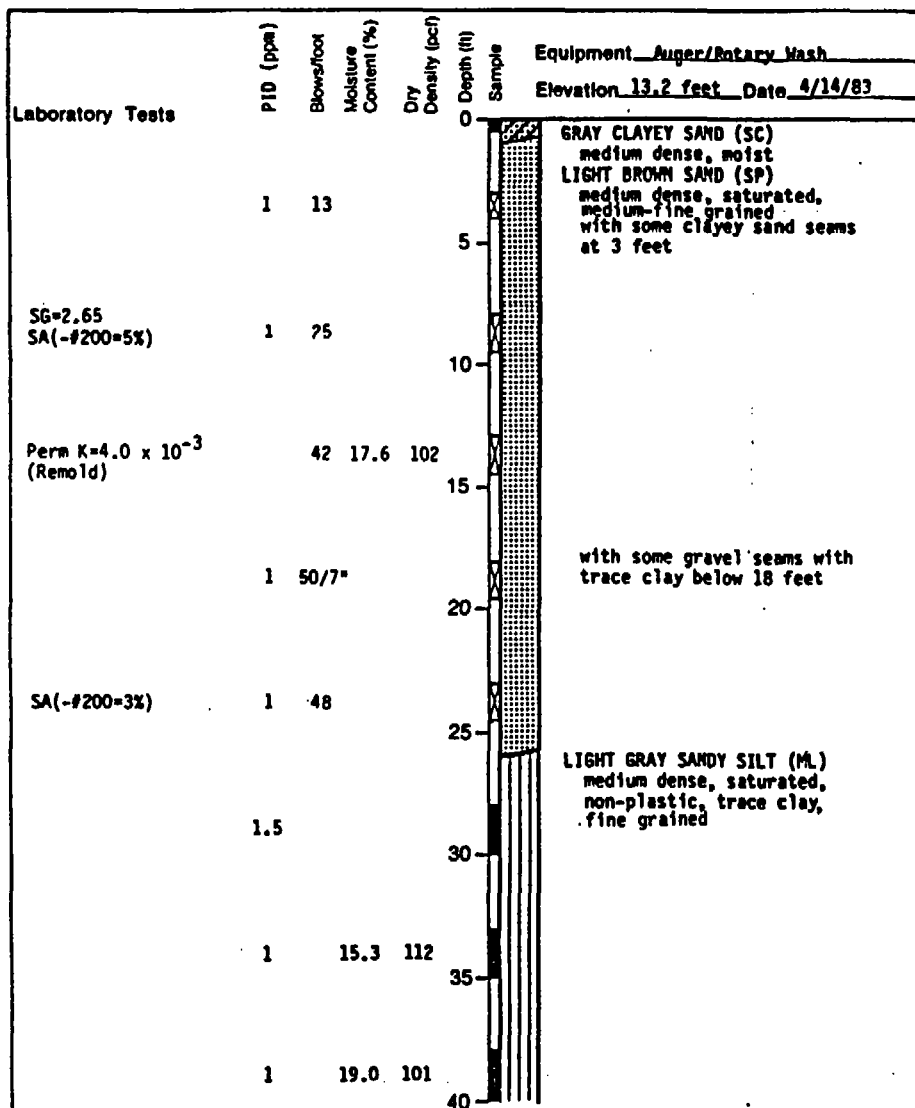 Laboratory Tests
PID (ppm)
Blows/foot
Moisture
Content (%)
Dry
Density (pcf)
Depth (ft)
Sample
Equipment Auger/Rotary Wash
Elevation 13.2 feet Date 4/14/83
0
GRAY CLAYEY SAND (SC)
medium dense, moist
LIGHT BROWN SAND (SP)
medium dense, saturated,
medium-fine grained
with some clayey sand seams
at 3 feet
1 13
5
SG=2.65
SA(-#200=5%) 1 25
10
Perm K=4.0 x 10⁻³ 42 17.6 102
(Remold)
15
with some gravel seams with
trace clay below 18 feet
1 50/7"
20
SA(-#200=3%) 1 48
25
LIGHT GRAY SANDY SILT (ML)
medium dense, saturated,
non-plastic, trace clay,
fine grained
1.5
30
1 15.3 112
35
1 19.0 101
40